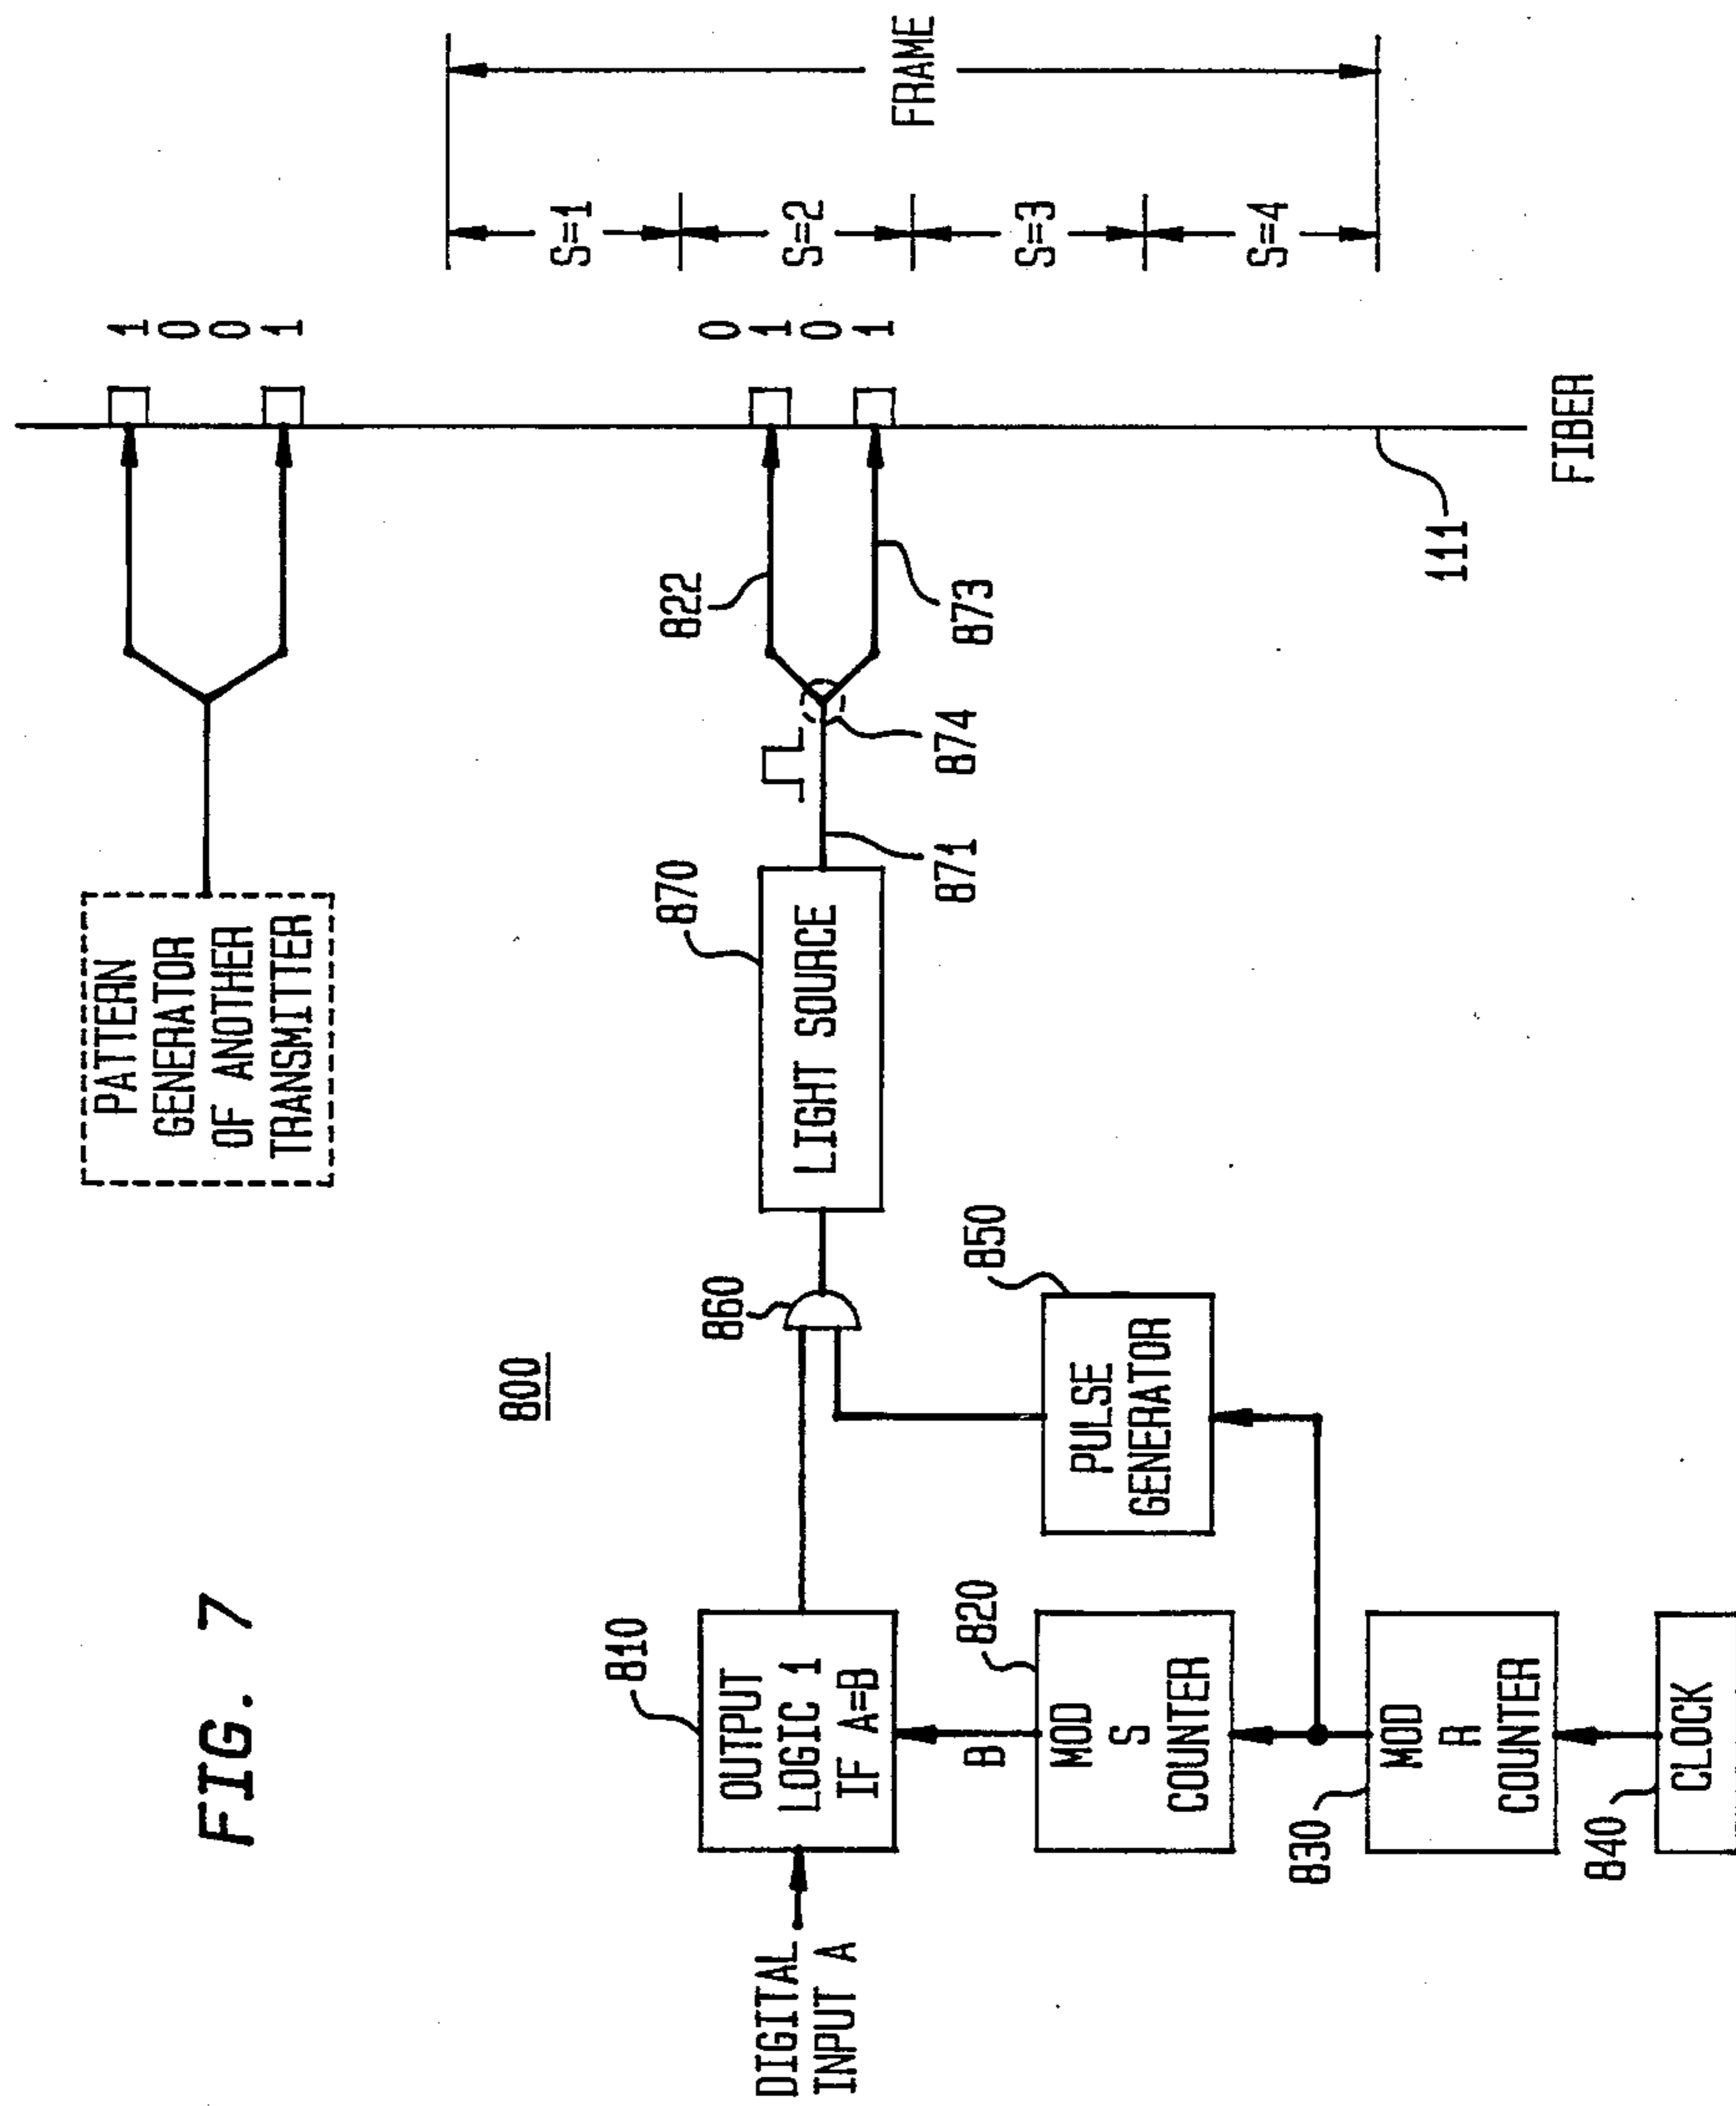 FIG. 7
800
PATTERN
GENERATOR
OF ANOTHER
TRANSMITTER
1
0
0
1
DIGITAL
INPUT A
810
OUTPUT
LOGIC 1
IF A=B
860
870
LIGHT SOURCE
871
874
822
873
0
1
0
1
B
820
MOD
S
COUNTER
850
PULSE
GENERATOR
830
MOD
R
COUNTER
840
CLOCK
111
FIBER
S=1
S=2
S=3
S=4
FRAME